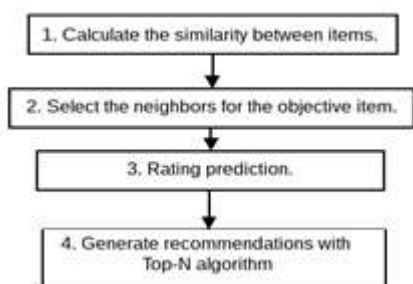 1. Calculate the similarity between items.
2. Select the neighbors for the objective item.
3. Rating prediction.
4. Generate recommendations with
Top-N algorithm